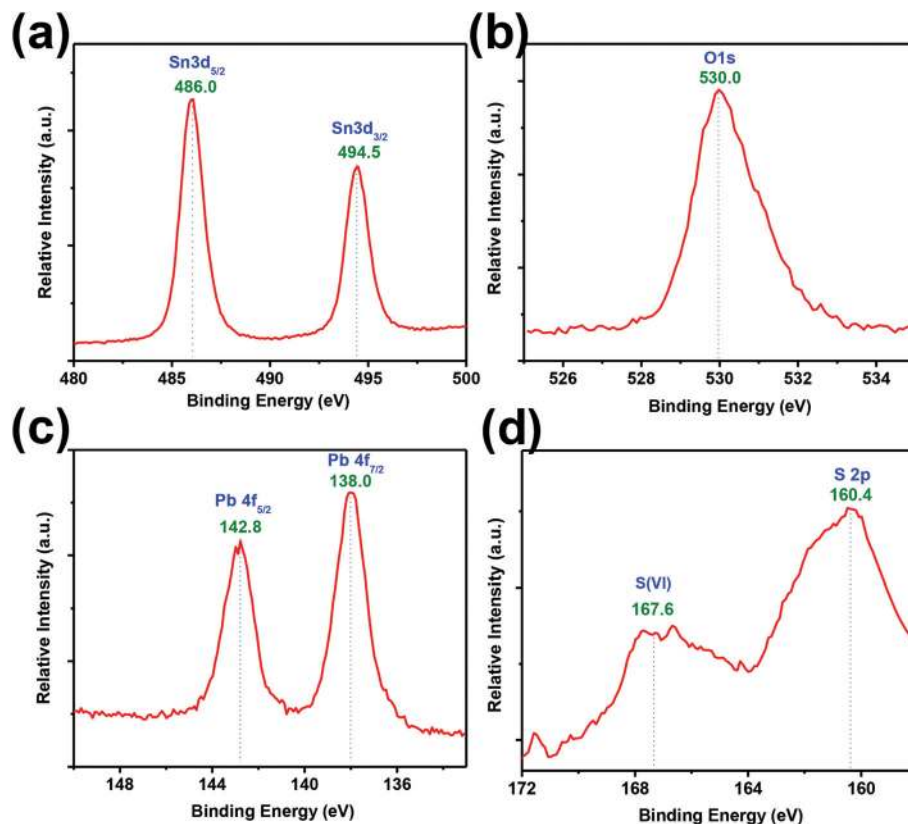 (a)
Sn3d5/2
486.0
Sn3d3/2
494.5
Relative Intensity (a.u.)
480 485 490 495 500
Binding Energy (eV)
(b)
O1s
530.0
Relative Intensity (a.u.)
526 528 530 532 534
Binding Energy (eV)
(c)
Pb 4f7/2
138.0
Pb 4f5/2
142.8
Relative Intensity (a.u.)
148 144 140 136
Binding Energy (eV)
(d)
S 2p
160.4
S(VI)
167.6
Relative Intensity (a.u.)
172 168 164 160
Binding Energy (eV)